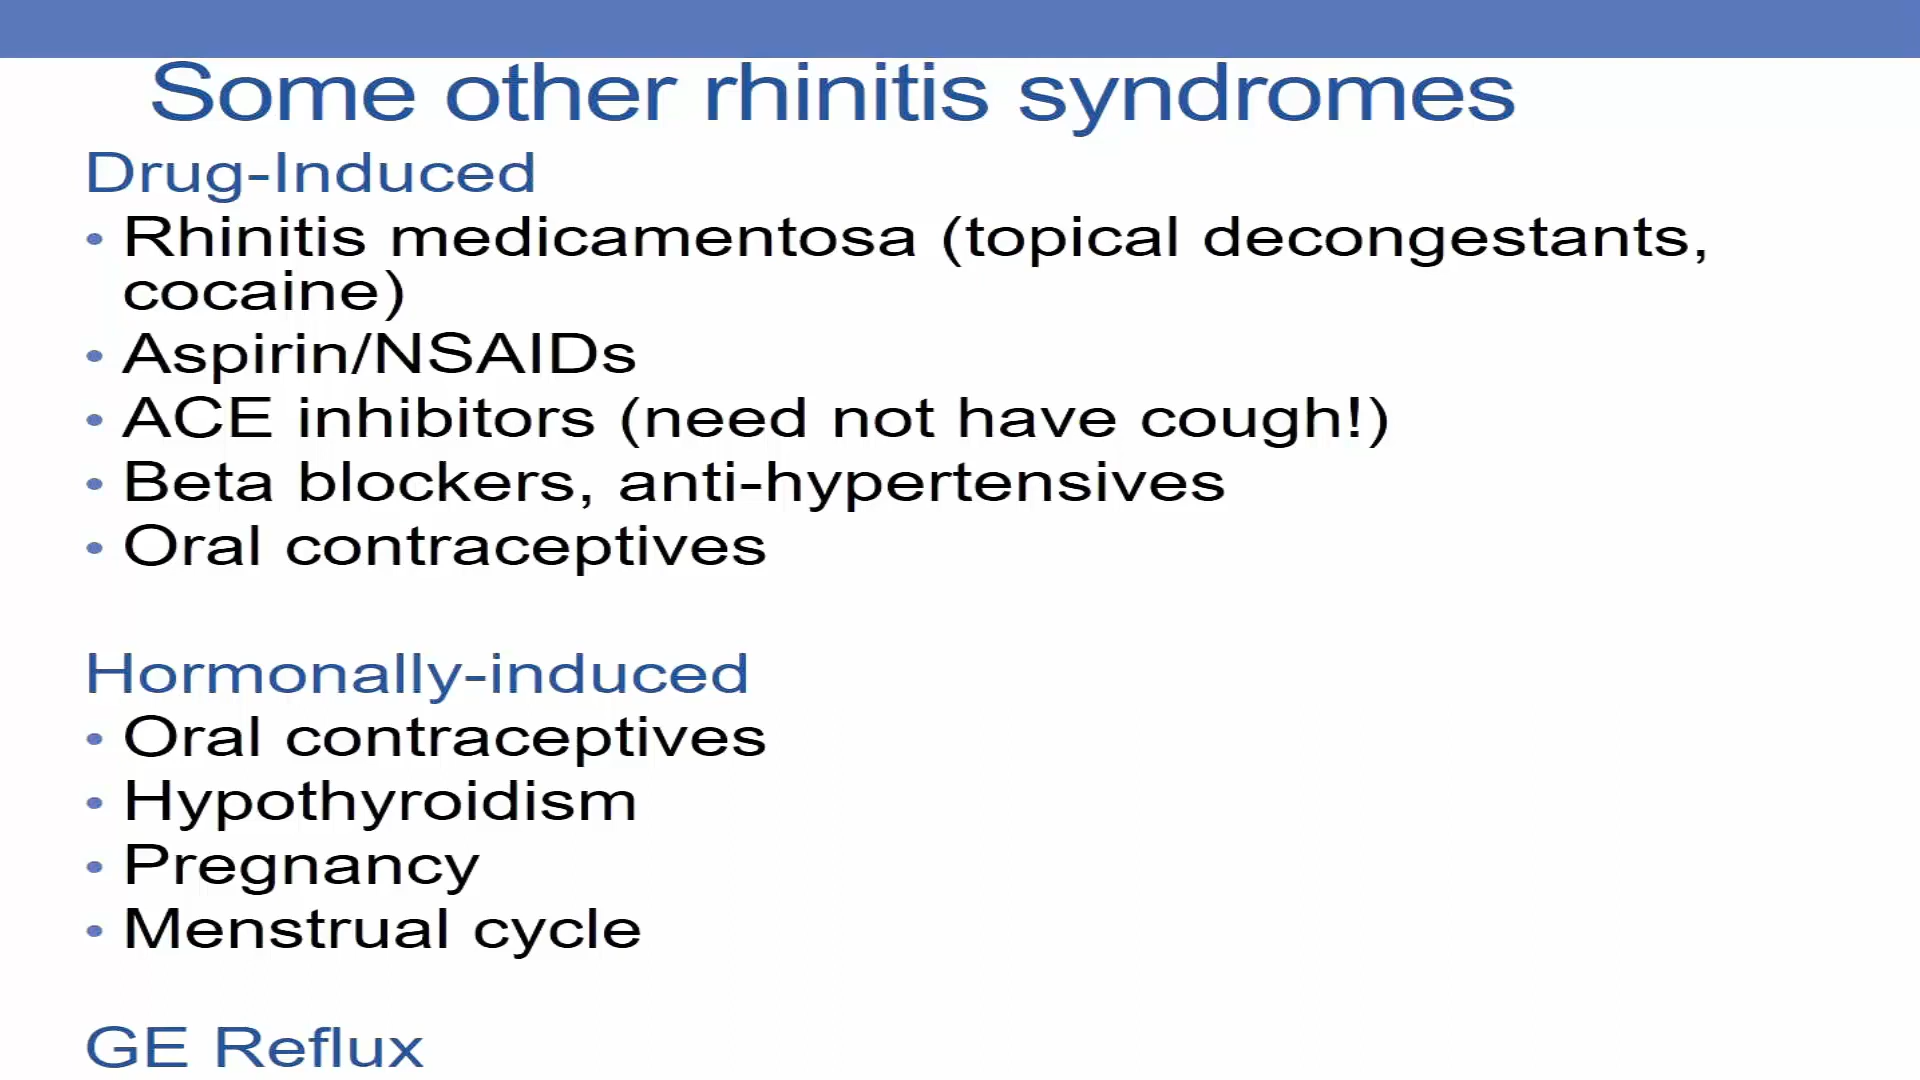 Some other rhinitis syndromes
Drug-Induced
• Rhinitis medicamentosa (topical decongestants,
cocaine)
• Aspirin/NSAIDs
• ACE inhibitors (need not have cough!)
• Beta blockers, anti-hypertensives
• Oral contraceptives
Hormonally-induced
• Oral contraceptives
• Hypothyroidism
• Pregnancy
• Menstrual cycle
GE Reflux